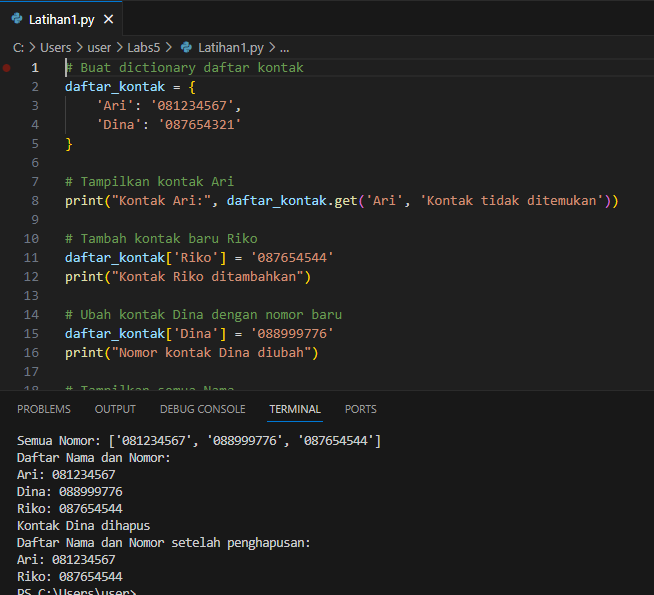 Latihan1.py
C: > Users > user > Labs5 > Latihan1.py > ...
1 # Buat dictionary daftar kontak
2 daftar_kontak = {
3 'Ari': '081234567',
4 'Dina': '087654321'
5 }
6
7 # Tampilkan kontak Ari
8 print("Kontak Ari:", daftar_kontak.get('Ari', 'Kontak tidak ditemukan'))
9
10 # Tambah kontak baru Riko
11 daftar_kontak['Riko'] = '087654544'
12 print("Kontak Riko ditambahkan")
13
14 # Ubah kontak Dina dengan nomor baru
15 daftar_kontak['Dina'] = '088999776'
16 print("Nomor kontak Dina diubah")
17
18 # Tampilkan semua Nama
PROBLEMS OUTPUT DEBUG CONSOLE TERMINAL PORTS
Semua Nomor: ['081234567', '088999776', '087654544']
Daftar Nama dan Nomor:
Ari: 081234567
Dina: 088999776
Riko: 087654544
Kontak Dina dihapus
Daftar Nama dan Nomor setelah penghapusan:
Ari: 081234567
Riko: 087654544
PS C:\Users\user>